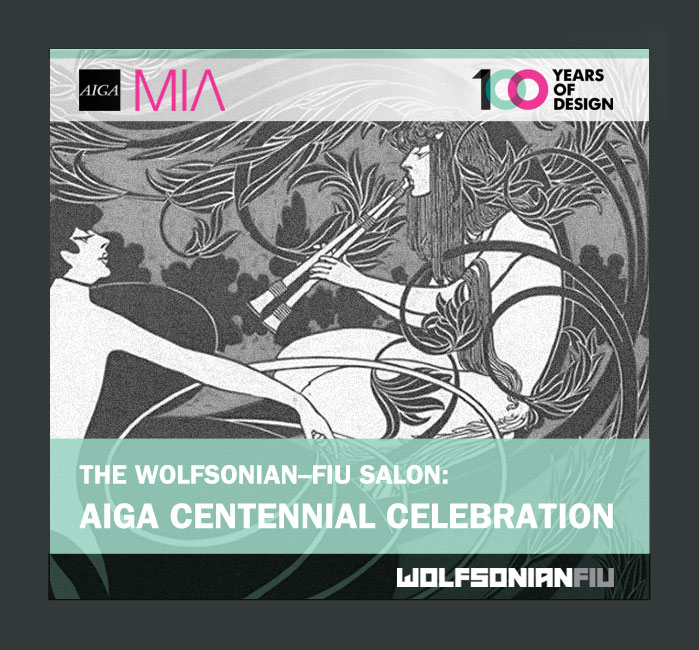 AIGA MIA
100 YEARS
OF
DESIGN
THE WOLFSONIAN–FIU SALON:
AIGA CENTENNIAL CELEBRATION
WOLFSONIANFIU